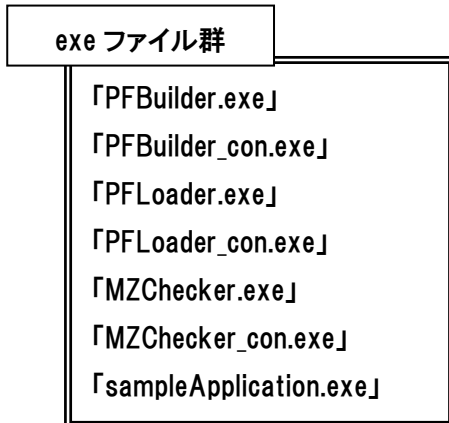 exe ファイル群
「PFBuilder.exe」
「PFBuilder_con.exe」
「PFLoader.exe」
「PFLoader_con.exe」
「MZChecker.exe」
「MZChecker_con.exe」
「sampleApplication.exe」